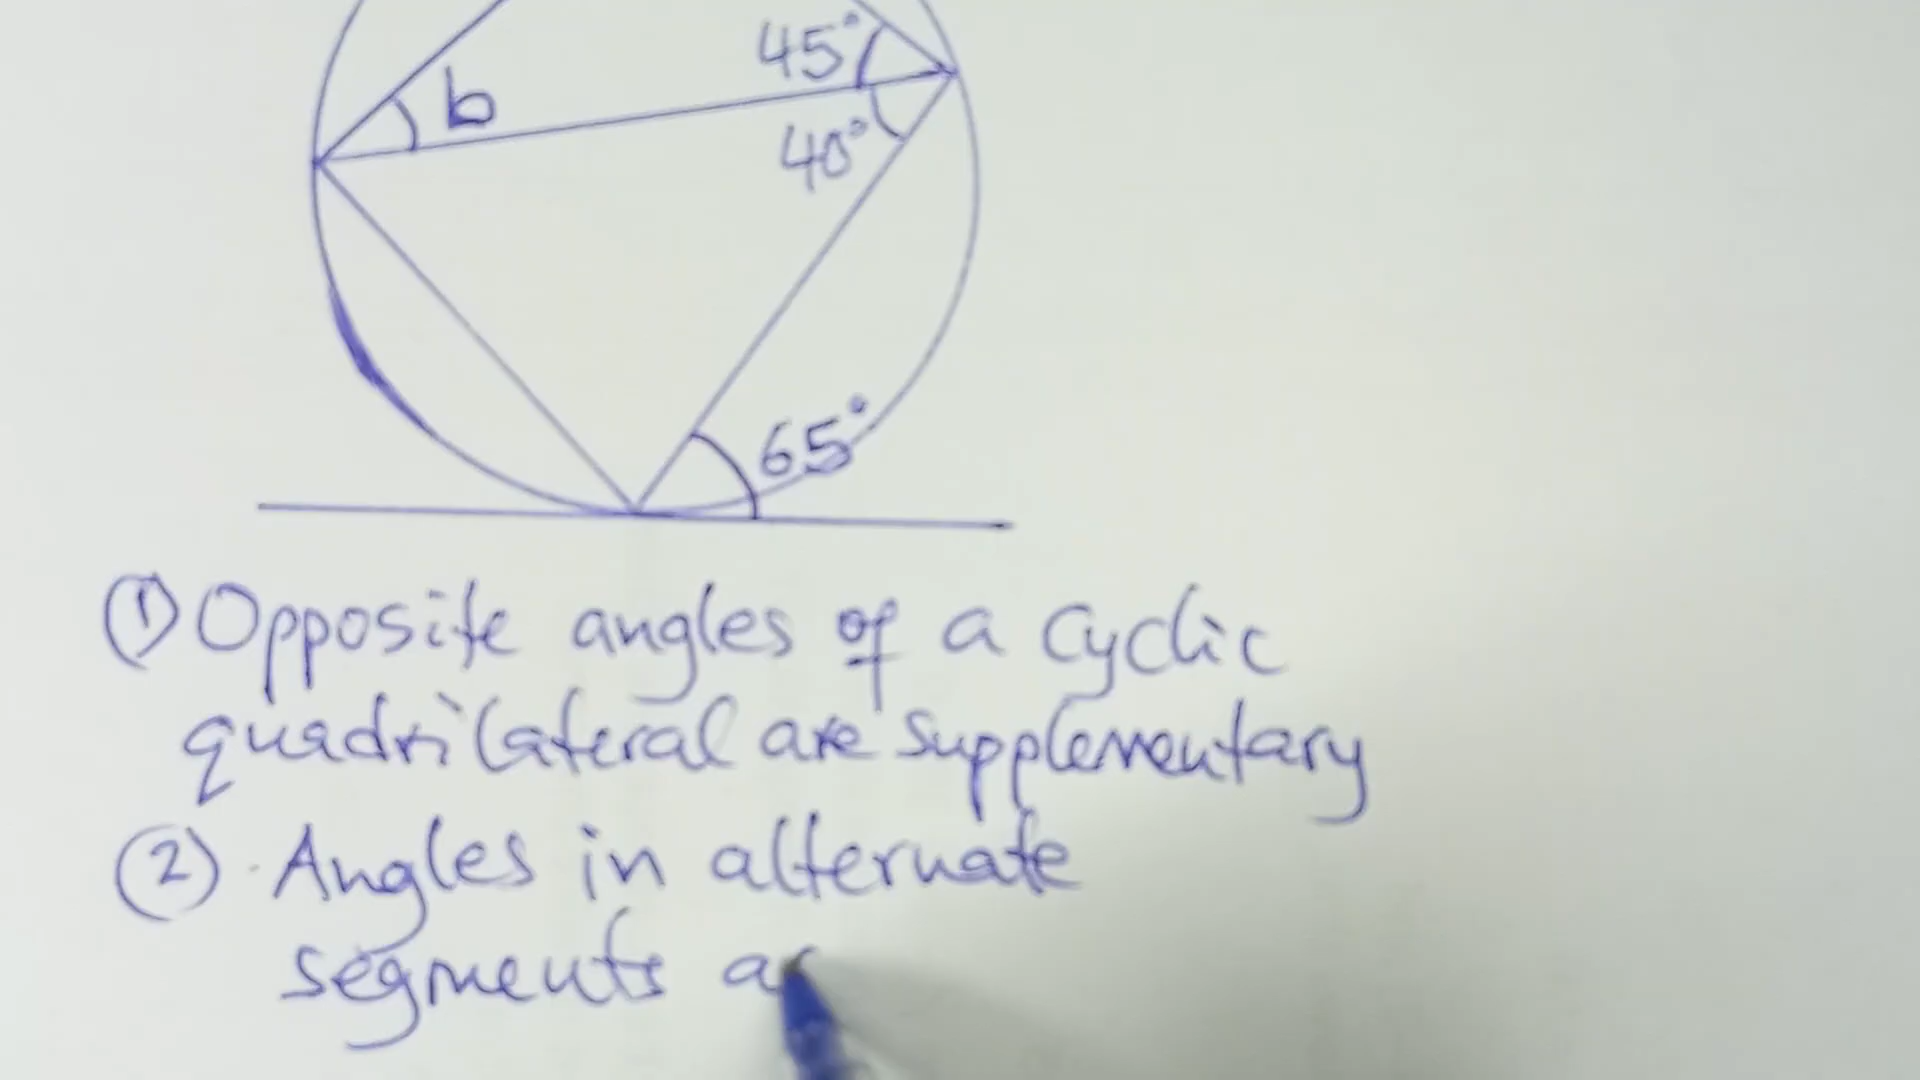 45°
b
40°
65°
① Opposite angles of a cyclic
quadrilateral are supplementary
② Angles in alternate
segments a